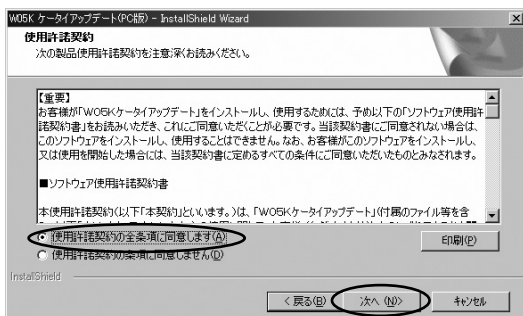 W05K ケータイアップデート(PC版) - InstallShield Wizard
使用許諾契約
次の製品使用許諾契約を注意深くお読みください。
【重要】
お客様が「W05Kケータイアップデート」をインストールし、使用するためには、予め以下の「ソフトウェア使用許
諾契約書」をお読みいただき、これにご同意いただくことが必要です。当該契約書にご同意されない場合は、
このソフトウェアをインストールし、使用することはできません。なお、お客様がこのソフトウェアをインストールし、
又は使用を開始した場合には、当該契約書に定めるすべての条件にご同意いただいたものとみなされます。
■ソフトウェア使用許諾契約書
本使用許諾契約(以下「本契約」といいます。)は、「W05Kケータイアップデート」(付属のファイル等を含
使用許諾契約の全条項に同意します(A)
使用許諾契約の条項に同意しません(D)
印刷(P)
InstallShield
< 戻る(B)
次へ (N)>
キャンセル